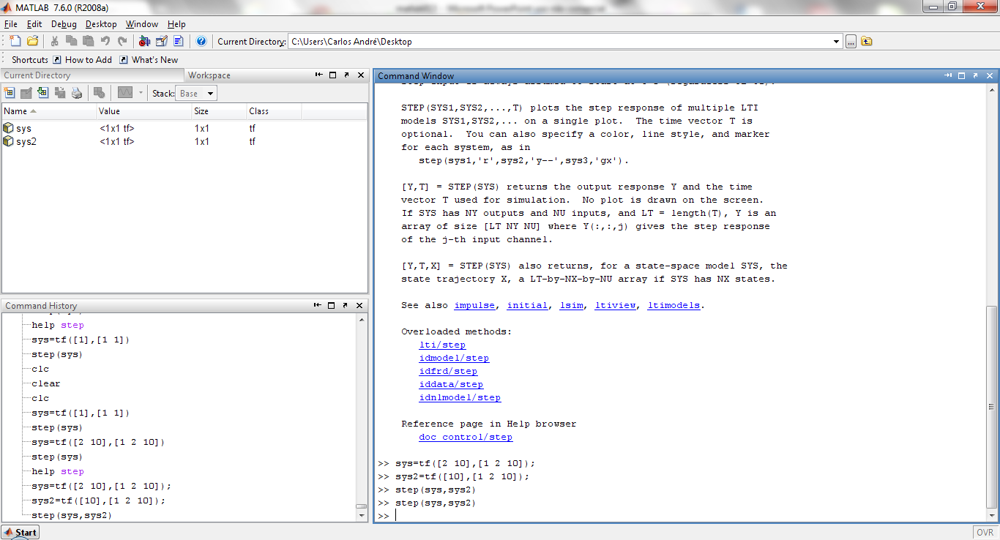 MATLAB 7.6.0 (R2008a)
File Edit Debug Desktop Window Help
Current Directory: C:\Users\Carlos André\Desktop
Shortcuts How to Add What's New
Current Directory Workspace
Stack: Base
Name Value Size Class
sys <1x1 tf> 1x1 tf
sys2 <1x1 tf> 1x1 tf
Command History
help step
sys=tf([1],[1 1])
step(sys)
clc
clear
clc
sys=tf([1],[1 1])
step(sys)
sys=tf([2 10],[1 2 10])
step(sys)
help step
sys=tf([2 10],[1 2 10]);
sys2=tf([10],[1 2 10]);
step(sys,sys2)
Start
Command Window
STEP(SYS1,SYS2,...,T) plots the step response of multiple LTI
models SYS1,SYS2,... on a single plot. The time vector T is
optional. You can also specify a color, line style, and marker
for each system, as in
step(sys1,'r',sys2,'y--',sys3,'gx').
[Y,T] = STEP(SYS) returns the output response Y and the time
vector T used for simulation. No plot is drawn on the screen.
If SYS has NY outputs and NU inputs, and LT = length(T), Y is an
array of size [LT NY NU] where Y(:,:,j) gives the step response
of the j-th input channel.
[Y,T,X] = STEP(SYS) also returns, for a state-space model SYS, the
state trajectory X, a LT-by-NX-by-NU array if SYS has NX states.
See also impulse, initial, lsim, ltiview, ltimodels.
Overloaded methods:
lti/step
idmodel/step
idfrd/step
iddata/step
idnlmodel/step
Reference page in Help browser
doc control/step
>> sys=tf([2 10],[1 2 10]);
>> sys2=tf([10],[1 2 10]);
>> step(sys,sys2)
>> step(sys,sys2)
>>
OVR